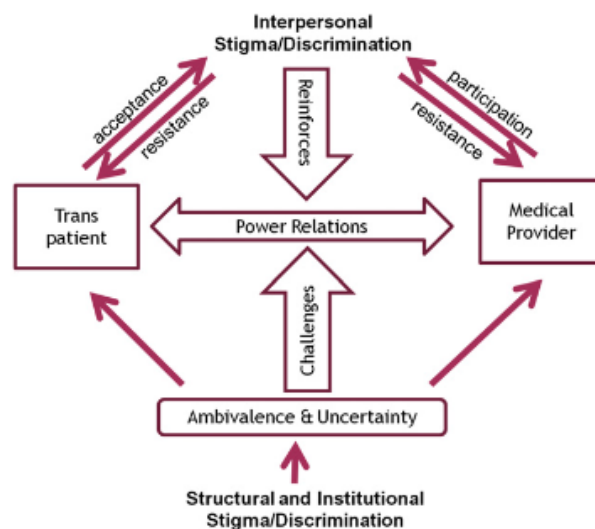 Interpersonal
Stigma/Discrimination
acceptance
resistance
Reinforces
participation
resistance
Trans
patient
Power Relations
Medical
Provider
Challenges
Ambivalence & Uncertainty
Structural and Institutional
Stigma/Discrimination